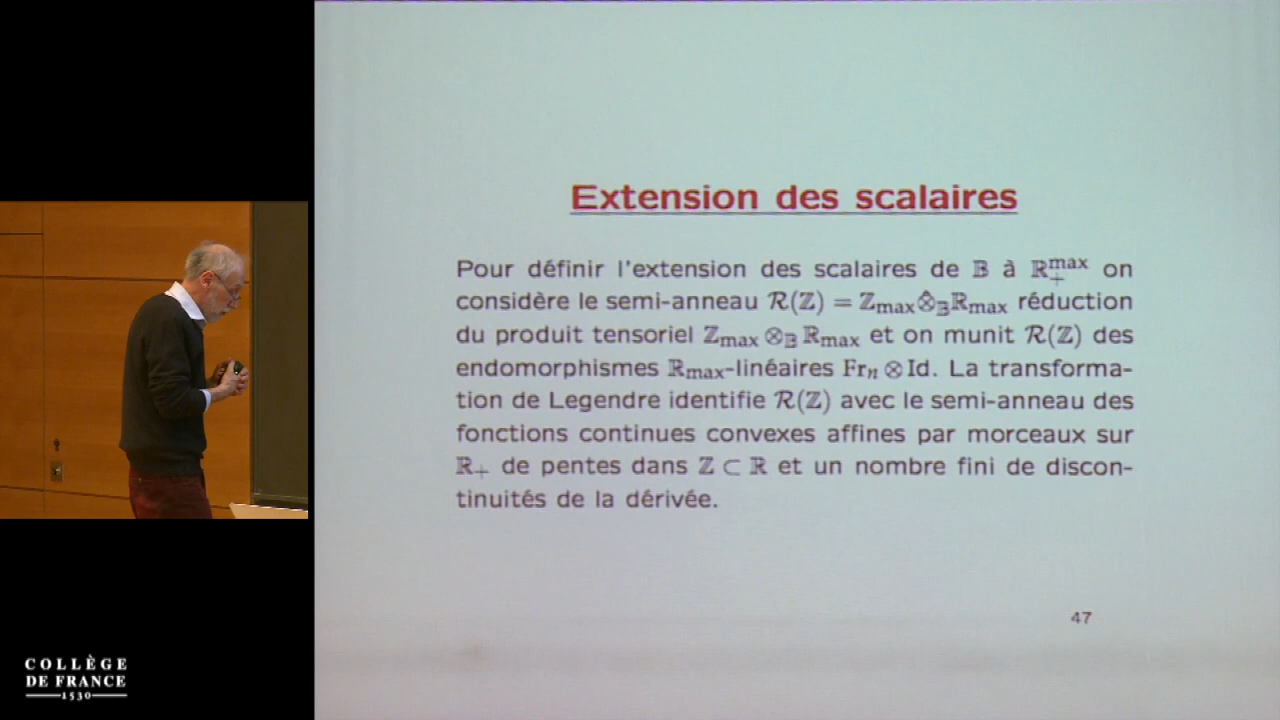 Extension des scalaires
Pour définir l'extension des scalaires de 𝔹 à ℝ₊ᵐᵃˣ on
considère le semi-anneau ℛ(ℤ) = ℤmax⊗̂𝔹ℝmax réduction
du produit tensoriel ℤmax ⊗𝔹 ℝmax et on munit ℛ(ℤ) des
endomorphismes ℝmax-linéaires Frₙ ⊗ Id. La transforma-
tion de Legendre identifie ℛ(ℤ) avec le semi-anneau des
fonctions continues convexes affines par morceaux sur
ℝ₊ de pentes dans ℤ ⊂ ℝ et un nombre fini de discon-
tinuités de la dérivée.
47
COLLÈGE
DE FRANCE
1530